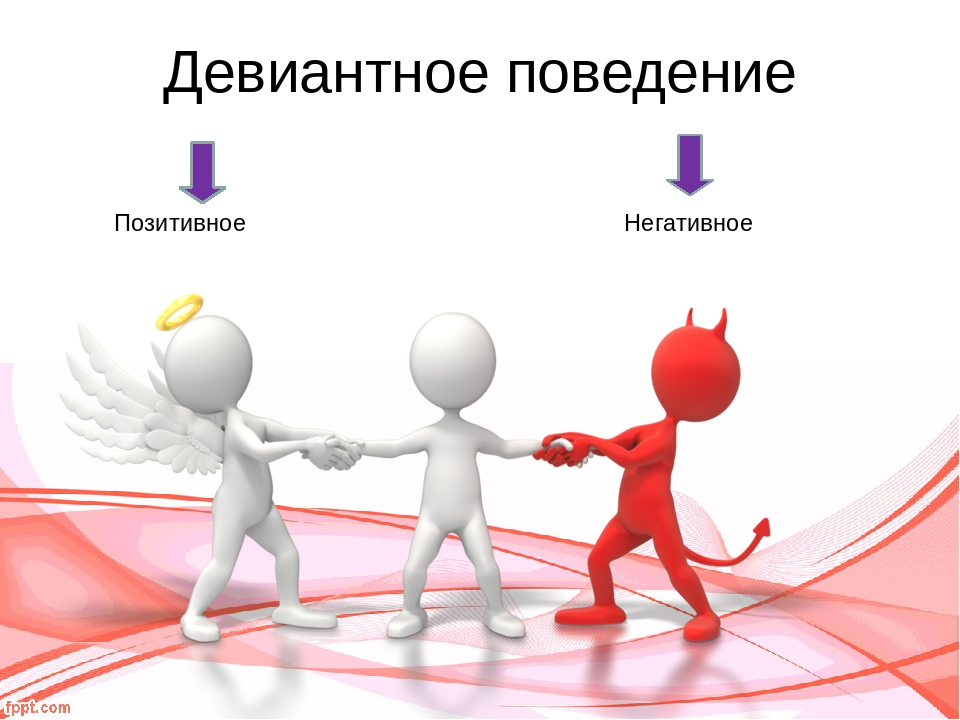 Девиантное поведение
Позитивное
Негативное
fppt.com